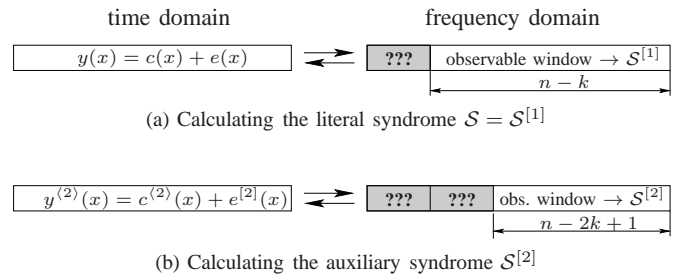 time domain frequency domain
y(x) = c(x) + e(x) ??? observable window → 𝒮^[1]
n − k
(a) Calculating the literal syndrome 𝒮 = 𝒮^[1]
y^⟨2⟩(x) = c^⟨2⟩(x) + e^[2](x) ??? ??? obs. window → 𝒮^[2]
n − 2k + 1
(b) Calculating the auxiliary syndrome 𝒮^[2]